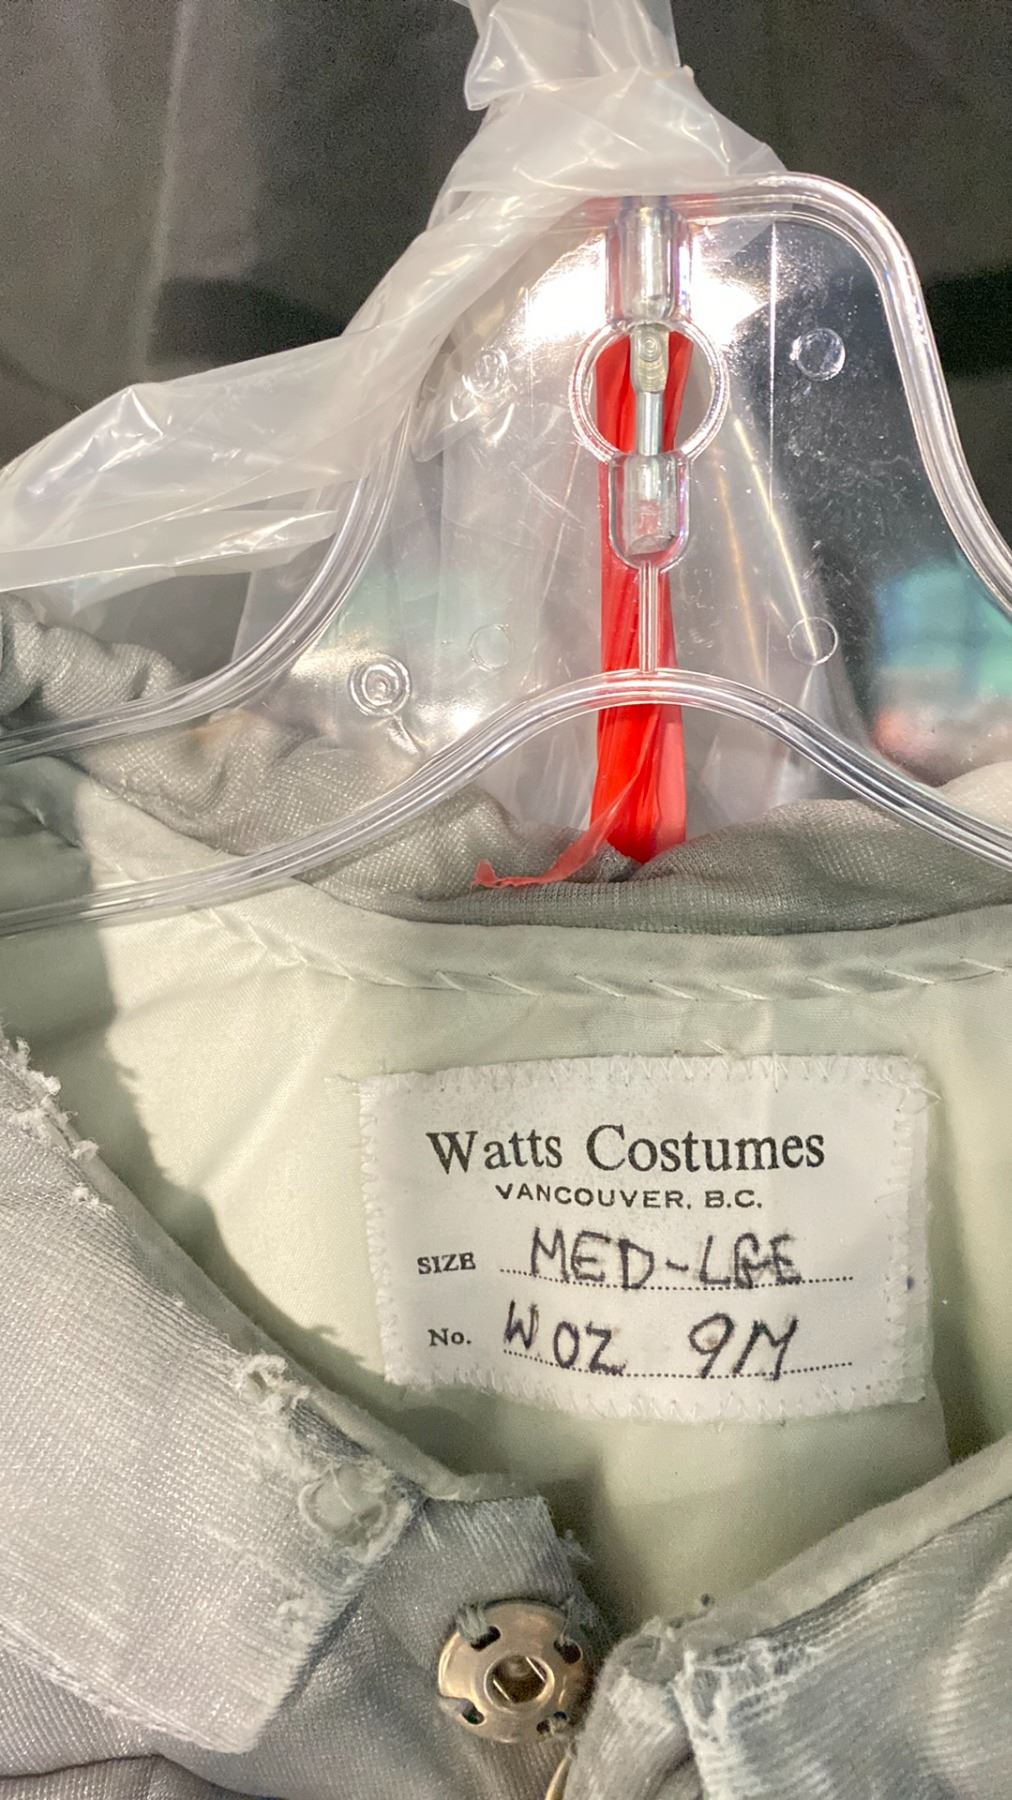 Watts Costumes
VANCOUVER, B.C.
SIZE MED-LGE
No. WOZ 9M